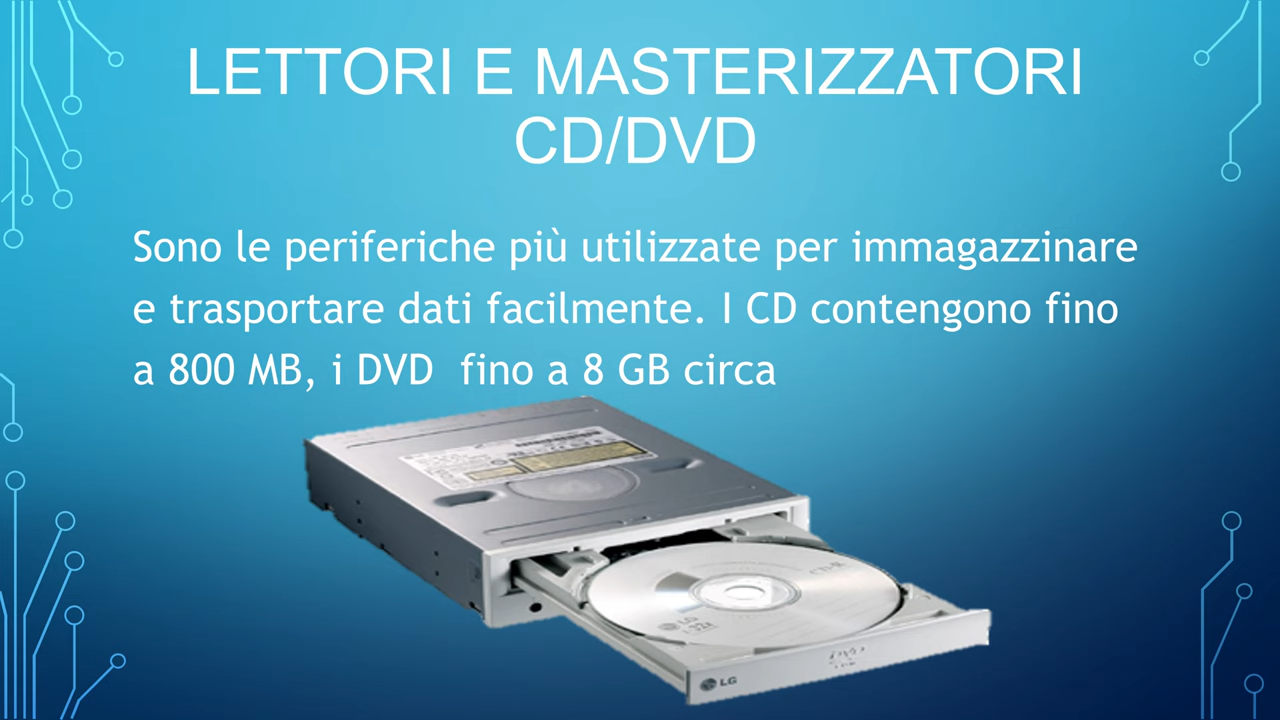 LETTORI E MASTERIZZATORI
CD/DVD
Sono le periferiche più utilizzate per immagazzinare
e trasportare dati facilmente. I CD contengono fino
a 800 MB, i DVD  fino a 8 GB circa
LG
LG